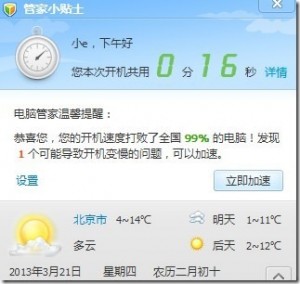 管家小贴士
小e，下午好
您本次开机共用 0 分 16 秒 详情
电脑管家温馨提醒：
恭喜您，您的开机速度打败了全国 99% 的电脑！发现
1 个可能导致开机变慢的问题，可以加速。
设置 立即加速
北京市 4~14℃ 明天 1~11℃
多云 后天 2~12℃
2013年3月21日 星期四 农历二月初十